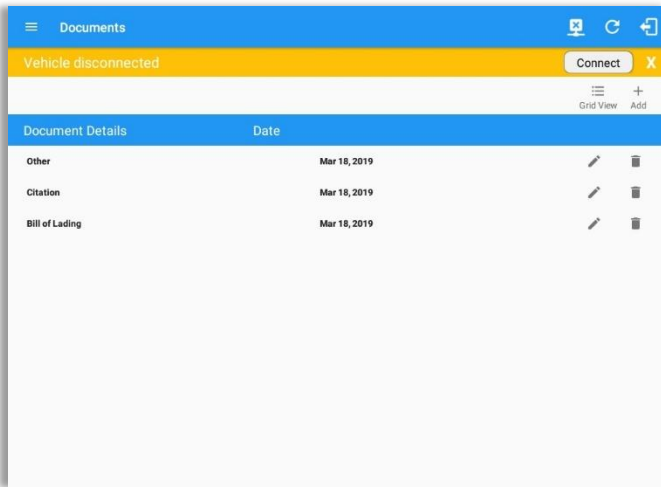 Documents
Vehicle disconnected Connect X
Grid View Add
Document Details Date
Other Mar 18, 2019
Citation Mar 18, 2019
Bill of Lading Mar 18, 2019